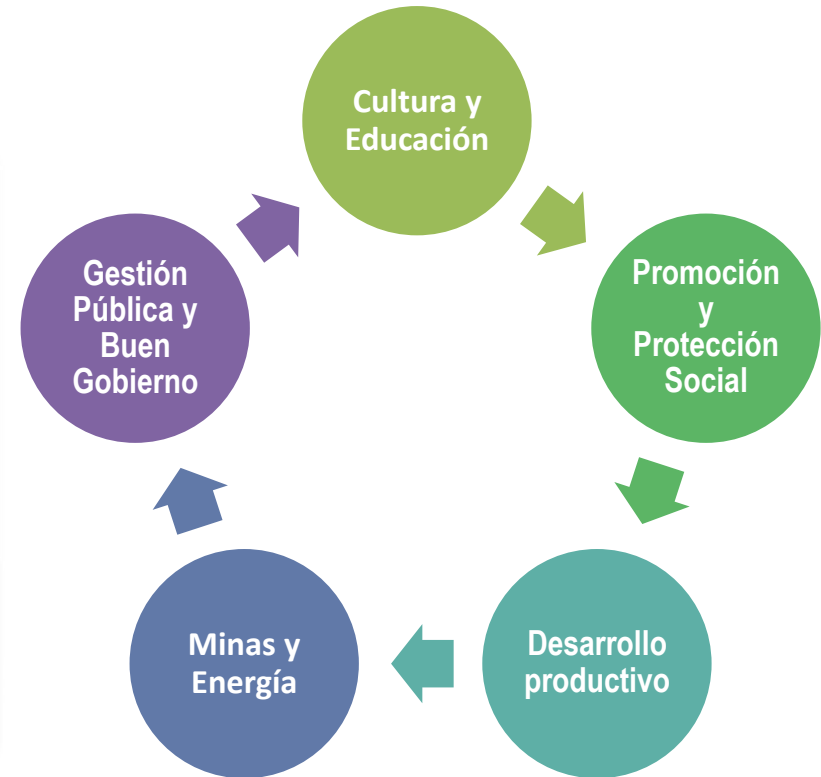 Cultura y
Educación
Promoción
y
Protección
Social
Desarrollo
productivo
Minas y
Energía
Gestión
Pública y
Buen
Gobierno